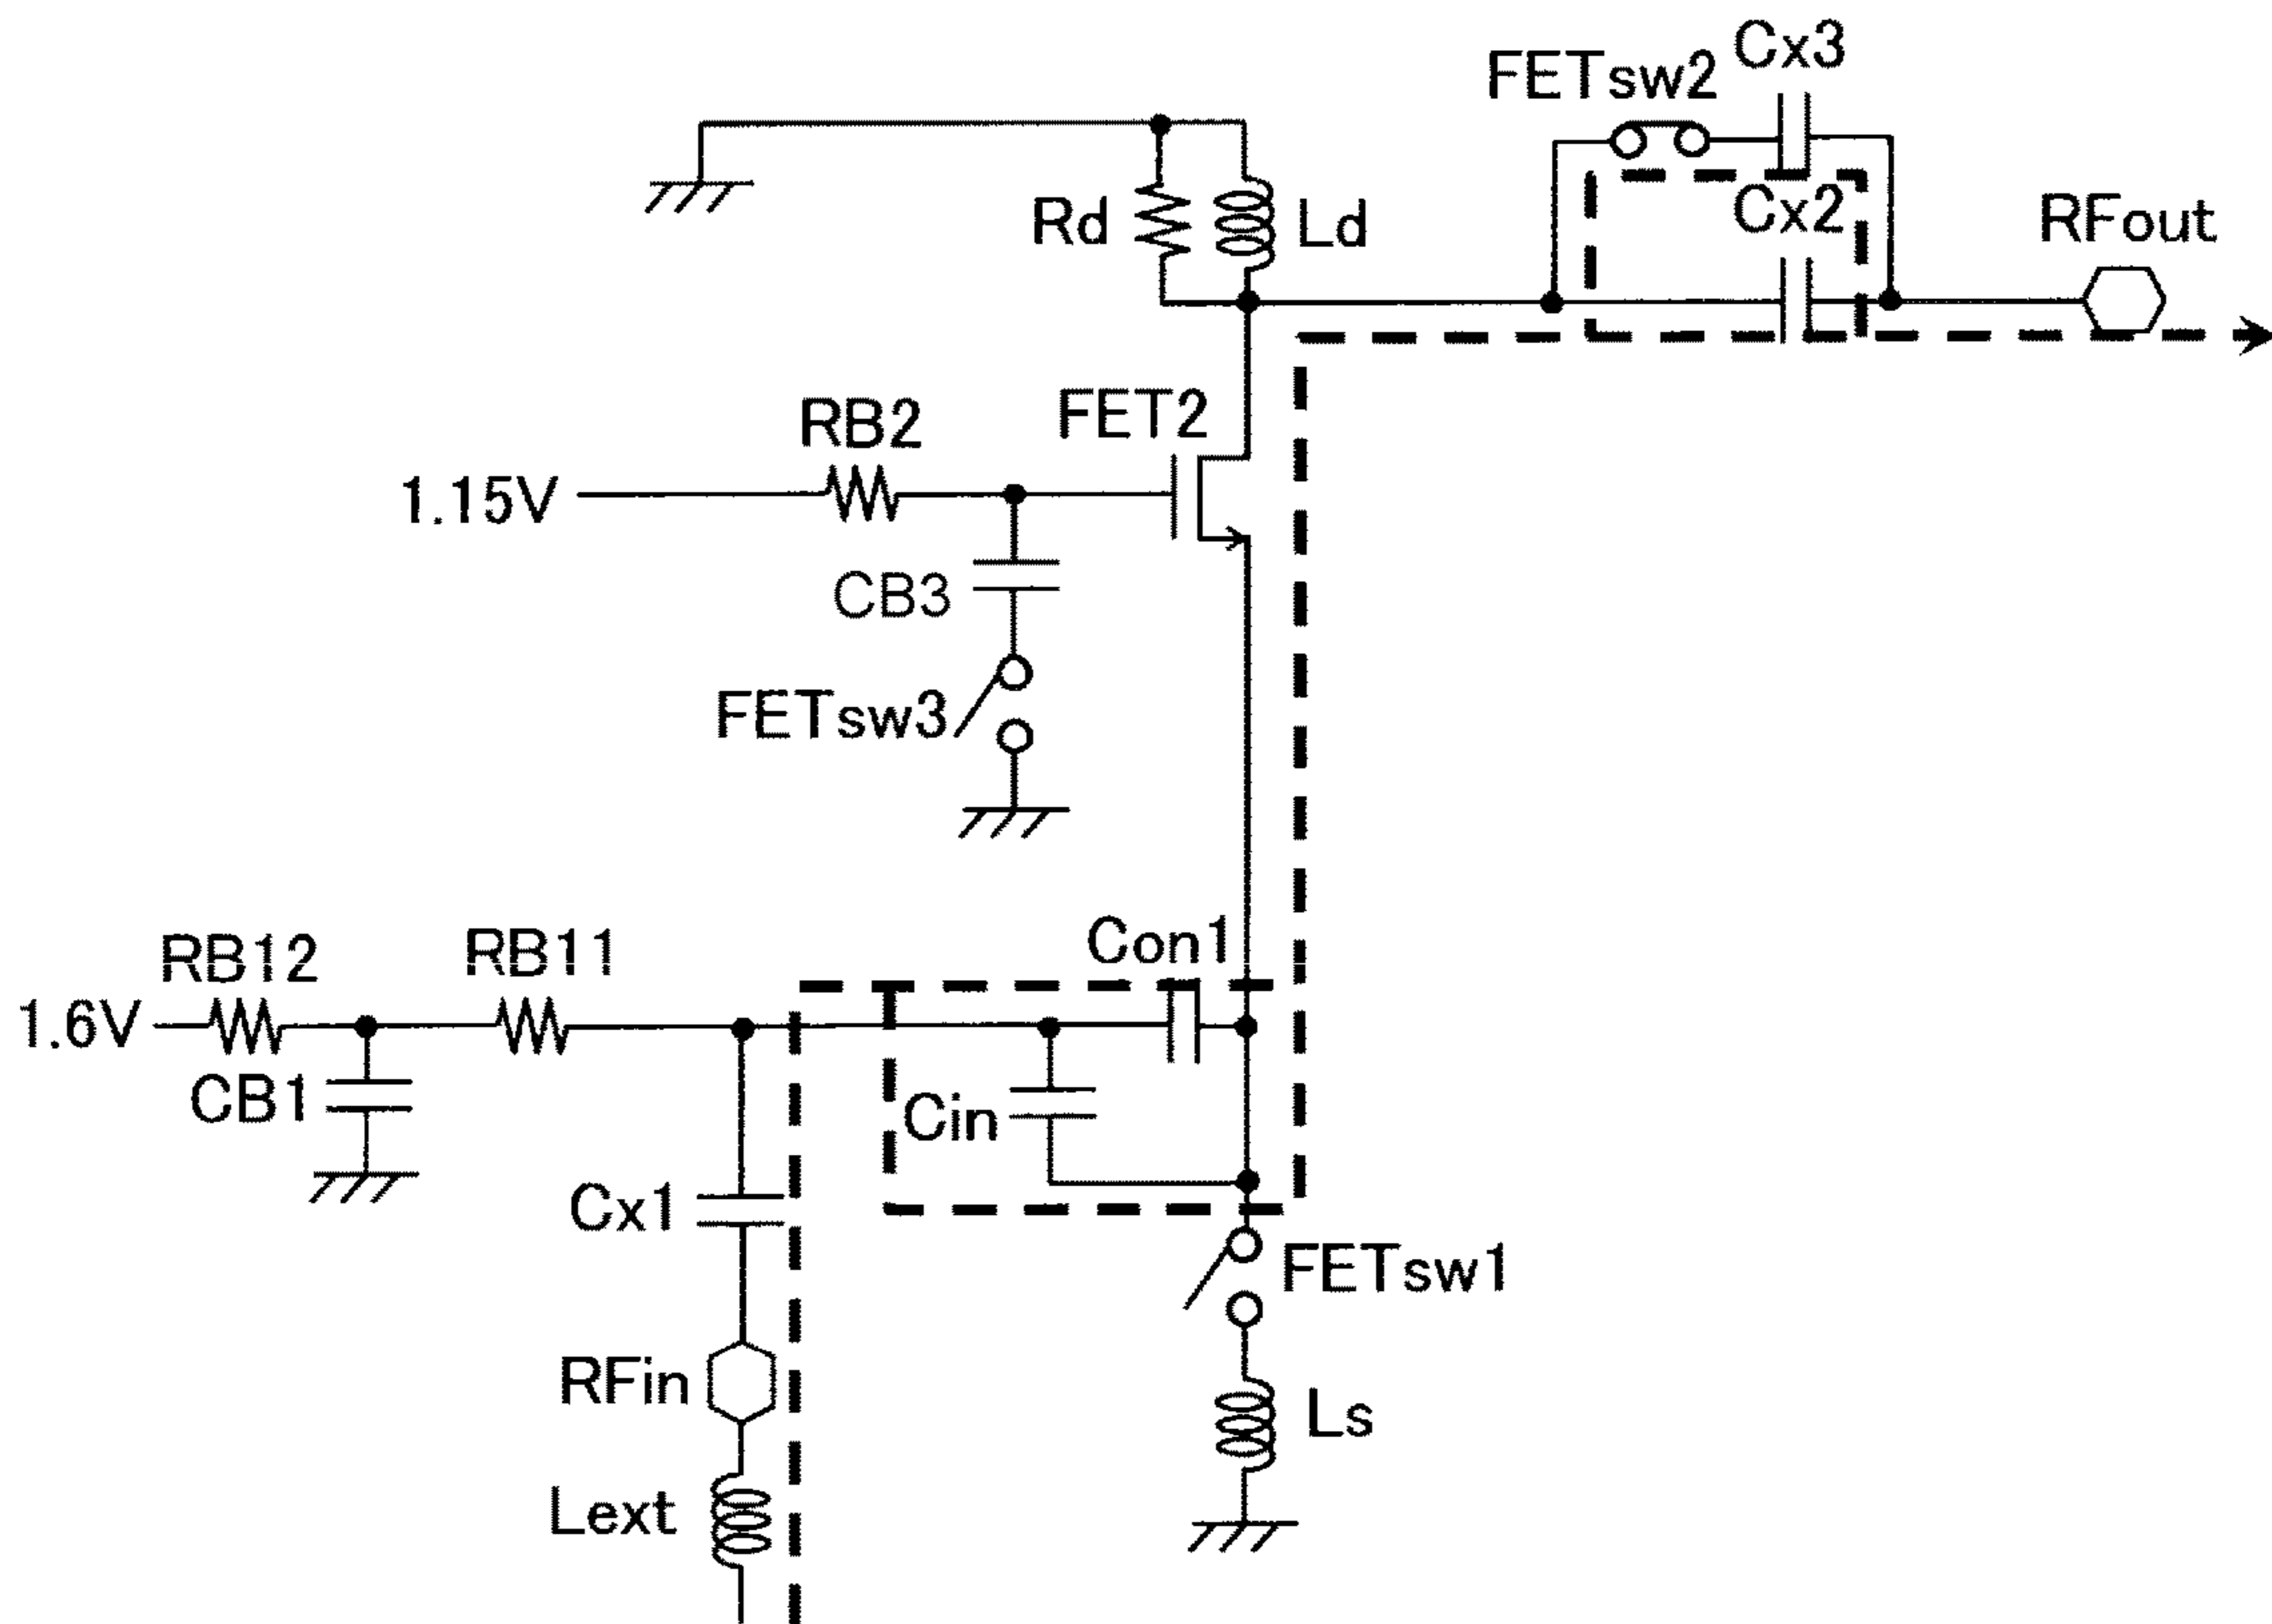 Cx3
FETsw2
Cx2
RFout
Rd
Ld
RB2
FET2
1.15V
CB3
FETsw3
Con1
RB12
RB11
1.6V
CB1
Cin
Cx1
FETsw1
RFin
Ls
Lext